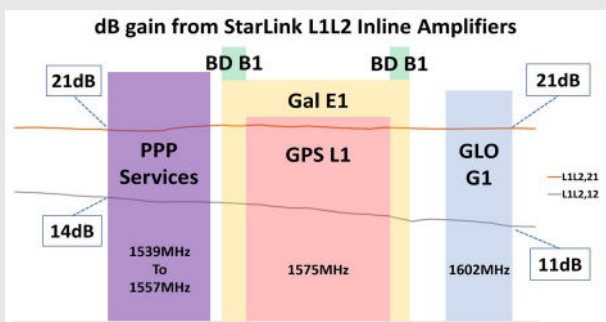 dB gain from StarLink L1L2 Inline Amplifiers
BD B1
BD B1
21dB
21dB
Gal E1
PPP
Services
GPS L1
GLO
G1
L1L2,21
L1L2,12
14dB
11dB
1539MHz
To
1557MHz
1575MHz
1602MHz